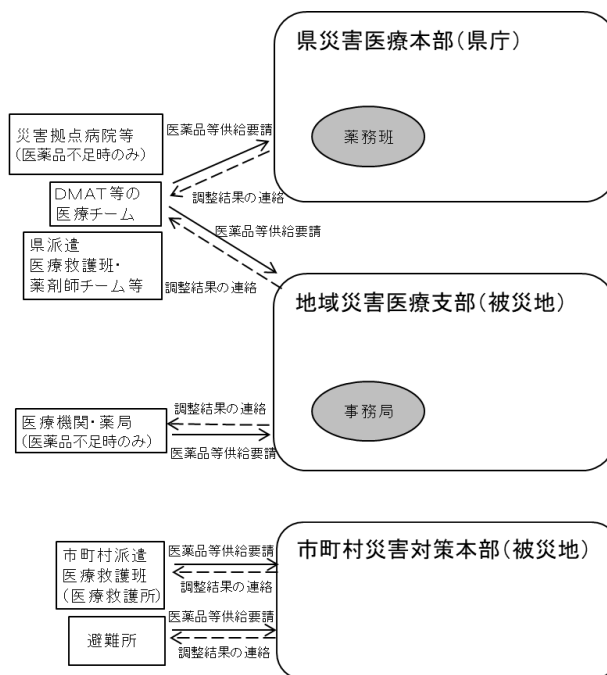 県災害医療本部(県庁)
薬務班
災害拠点病院等
(医薬品不足時のみ)
医薬品等供給要請
調整結果の連絡
DMAT等の
医療チーム
医薬品等供給要請
県派遣
医療救護班・
薬剤師チーム等
調整結果の連絡
地域災害医療支部(被災地)
事務局
調整結果の連絡
医療機関・薬局
(医薬品不足時のみ)
医薬品等供給要請
市町村災害対策本部(被災地)
市町村派遣
医療救護班
(医療救護所)
医薬品等供給要請
調整結果の連絡
避難所
医薬品等供給要請
調整結果の連絡